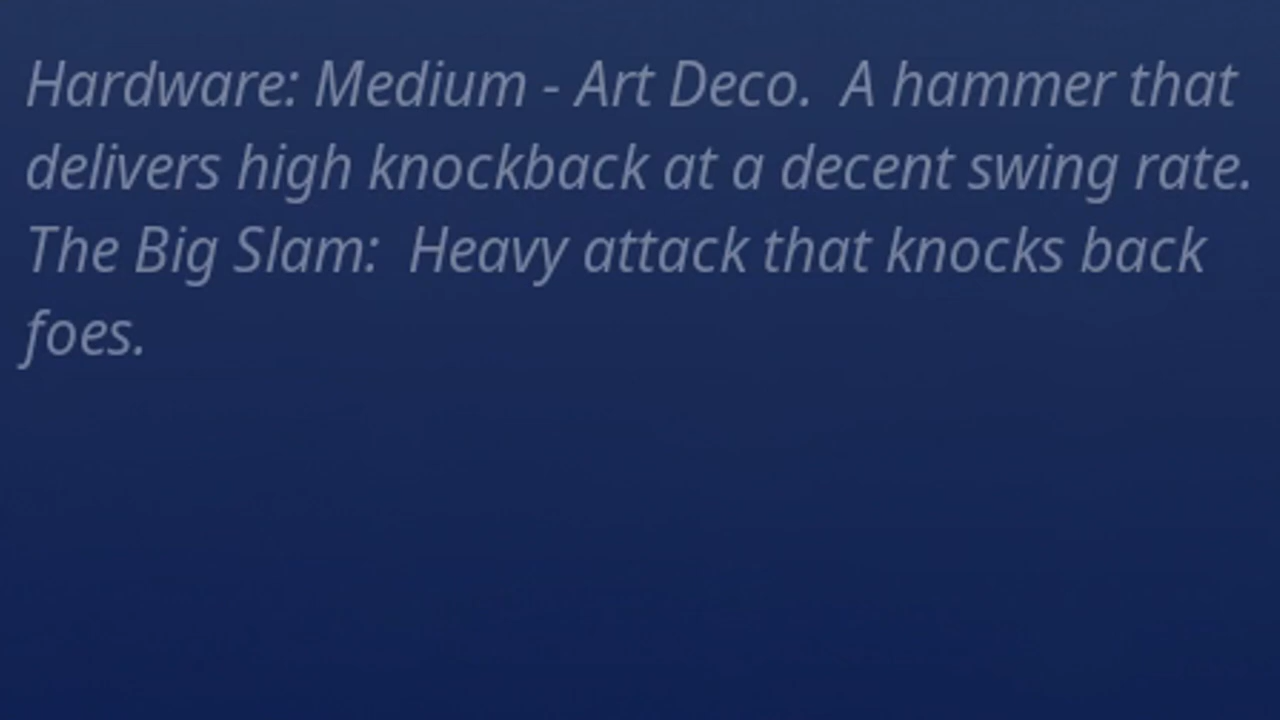 Hardware: Medium - Art Deco.  A hammer that
delivers high knockback at a decent swing rate.
The Big Slam:  Heavy attack that knocks back
foes.